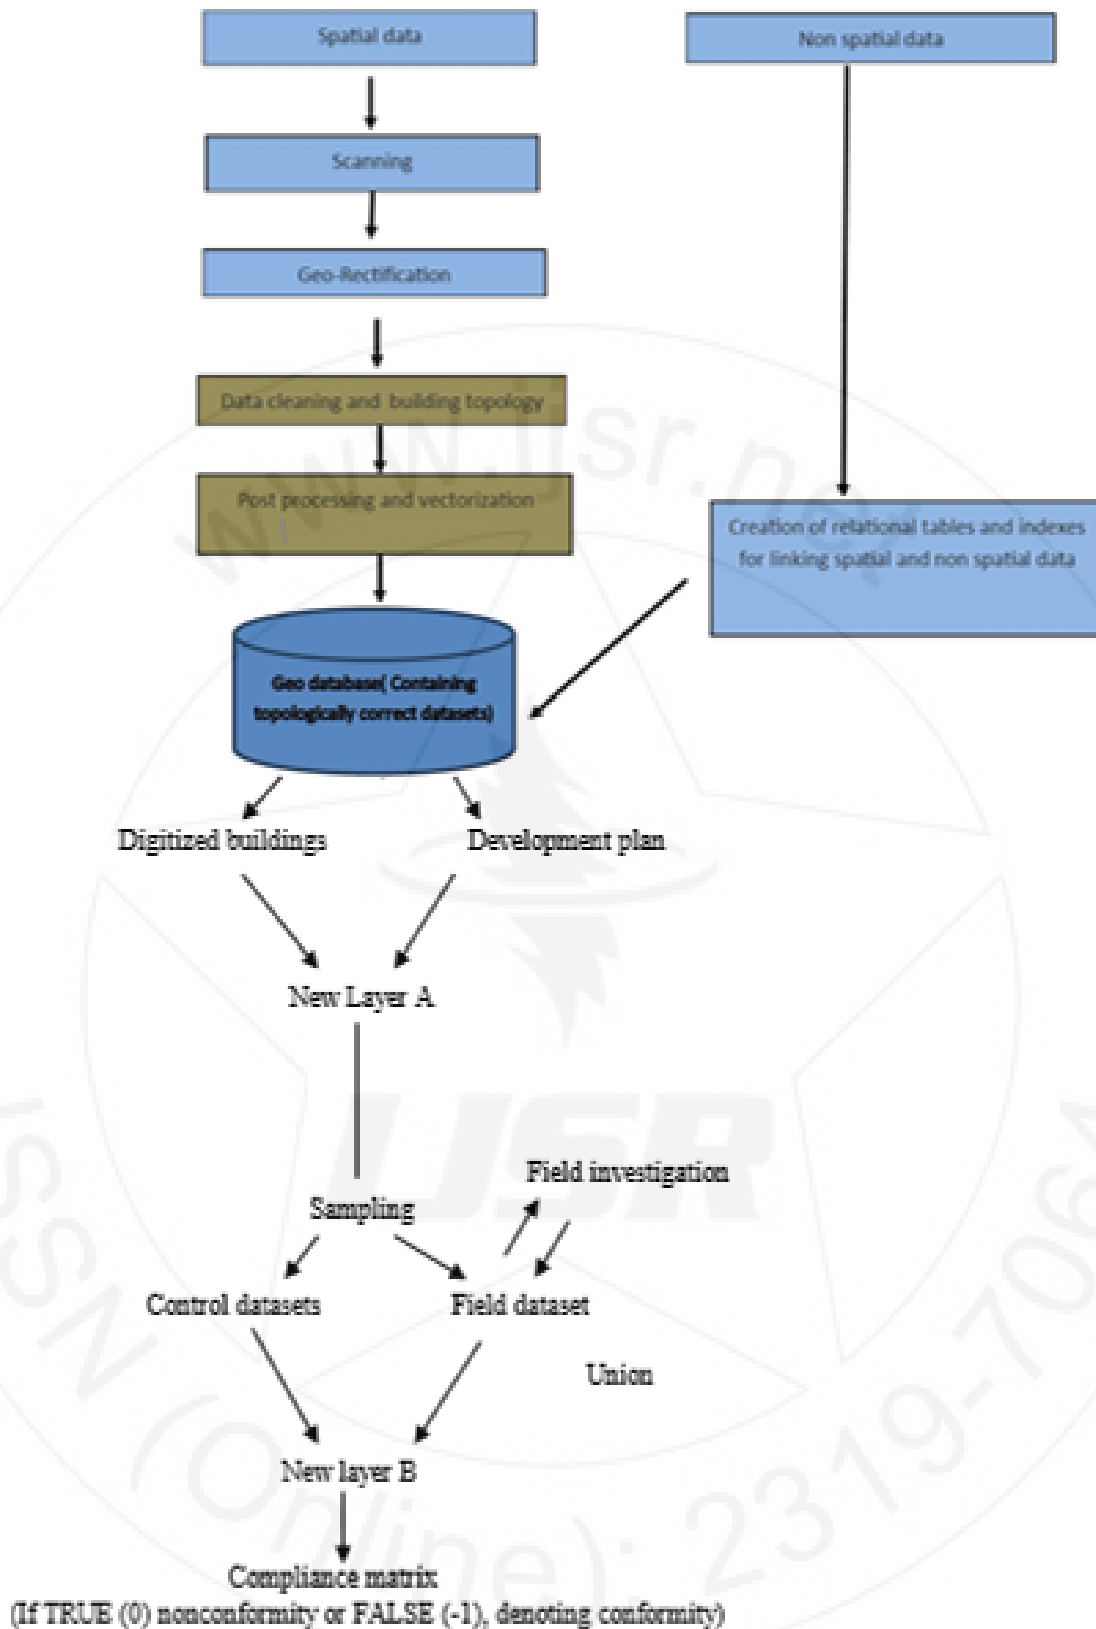 Spatial data
Non spatial data
Scanning
Geo-Rectification
Data cleaning and building topology
Post processing and vectorization
Creation of relational tables and indexes
for linking spatial and non spatial data
Geo database( Containing
topologically correct datasets)
Digitized buildings
Development plan
New Layer A
Field investigation
Sampling
Control datasets
Field dataset
Union
New layer B
Compliance matrix
(If TRUE (0) nonconformity or FALSE (-1), denoting conformity)
www.ijsr.net
IJSR
ISSN (Online): 2319-7064